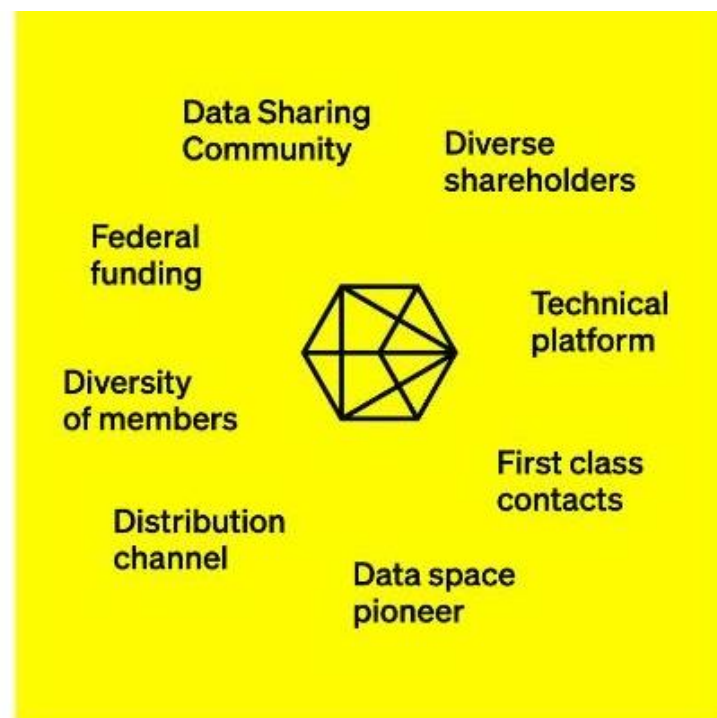 Data Sharing
Community
Diverse
shareholders
Federal
funding
Technical
platform
Diversity
of members
First class
contacts
Distribution
channel
Data space
pioneer